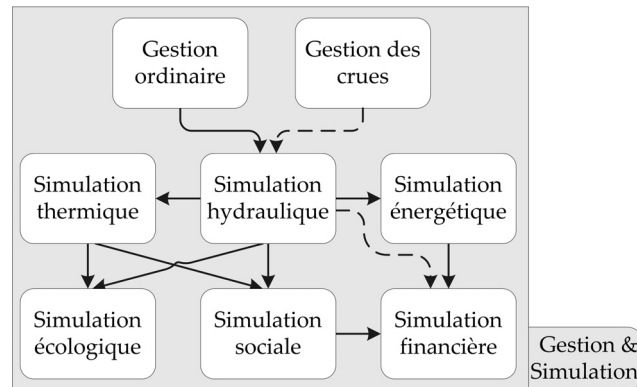 Gestion
ordinaire
Gestion des
crues
Simulation
thermique
Simulation
hydraulique
Simulation
énergétique
Simulation
écologique
Simulation
sociale
Simulation
financière
Gestion &
Simulation